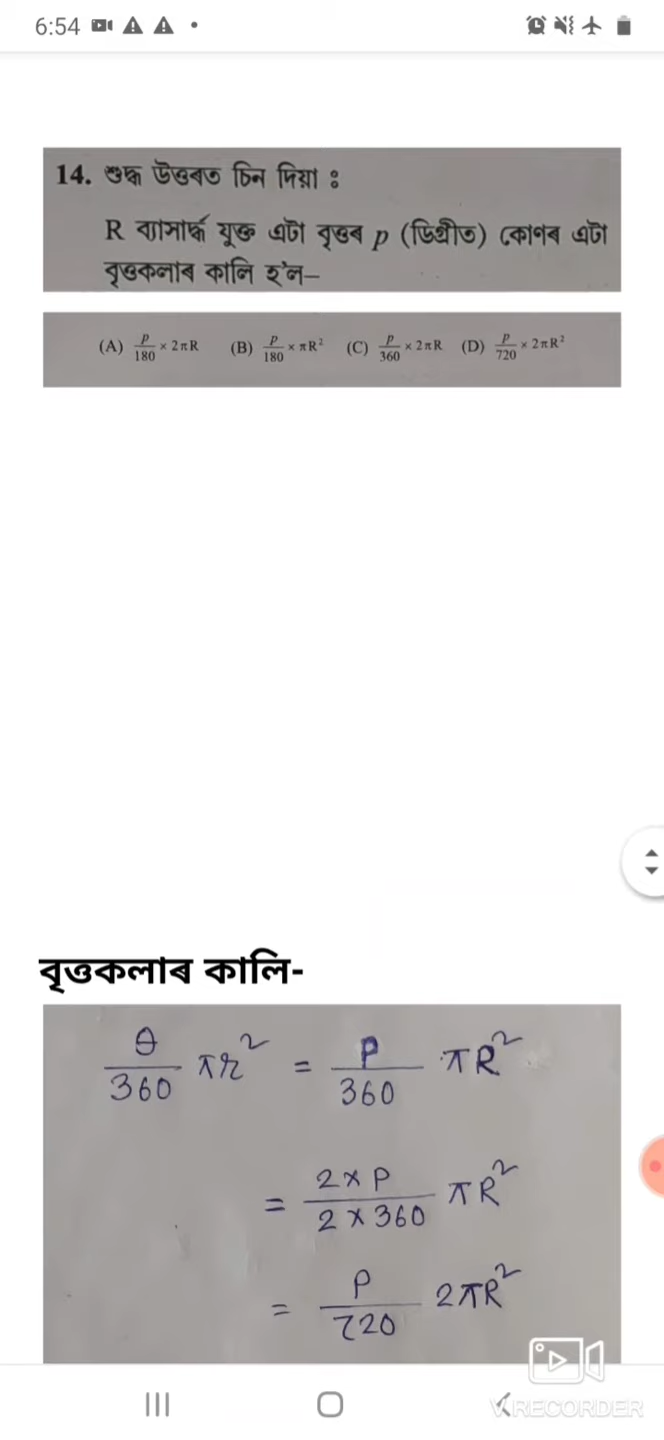 6:54
14. শুদ্ধ উত্তৰত চিন দিয়া ঃ
R ব্যাসাৰ্দ্ধ যুক্ত এটা বৃত্তৰ p (ডিগ্ৰীত) কোণৰ এটা
বৃত্তকলাৰ কালি হ'ল–
(A) p/180 × 2πR (B) p/180 × πR² (C) p/360 × 2πR (D) p/720 × 2πR²
বৃত্তকলাৰ কালি-
θ/360 πr² = P/360 πR²
= 2×P/2×360 πR²
= P/720 2πR²
V RECORDER